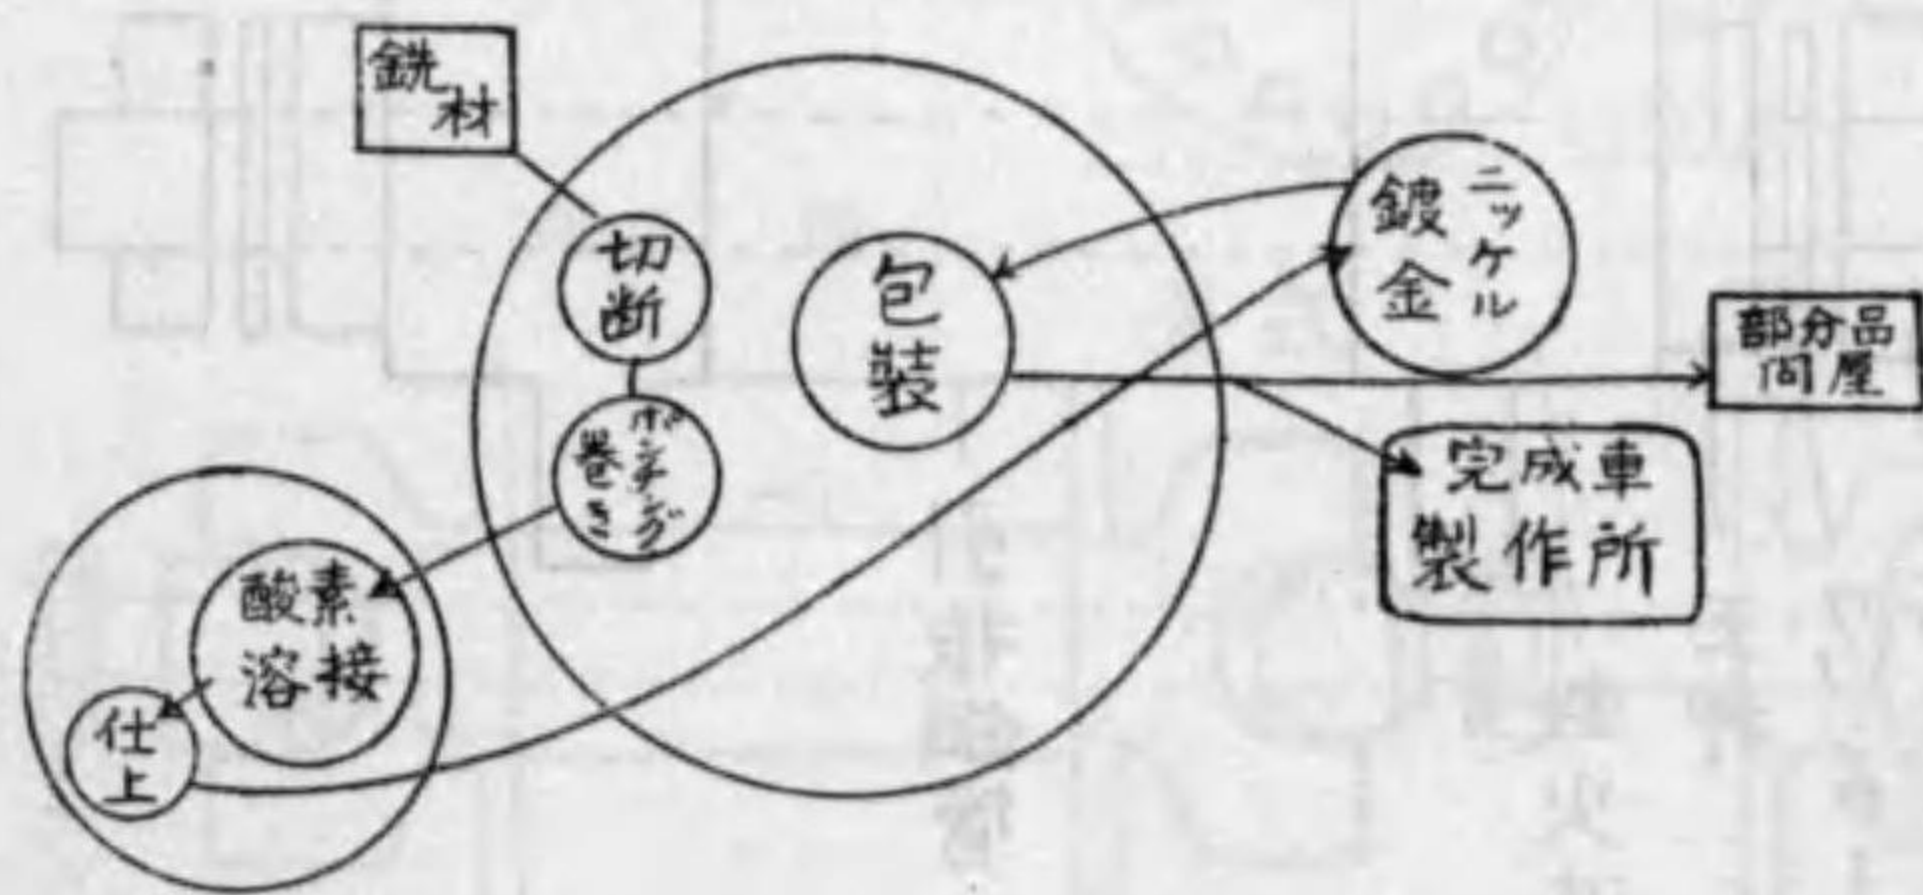 銑材
切断
ポンチング
巻き
酸素
溶接
仕上
包装
ニッケル
鍍金
部分品
问屋
完成車
製作所